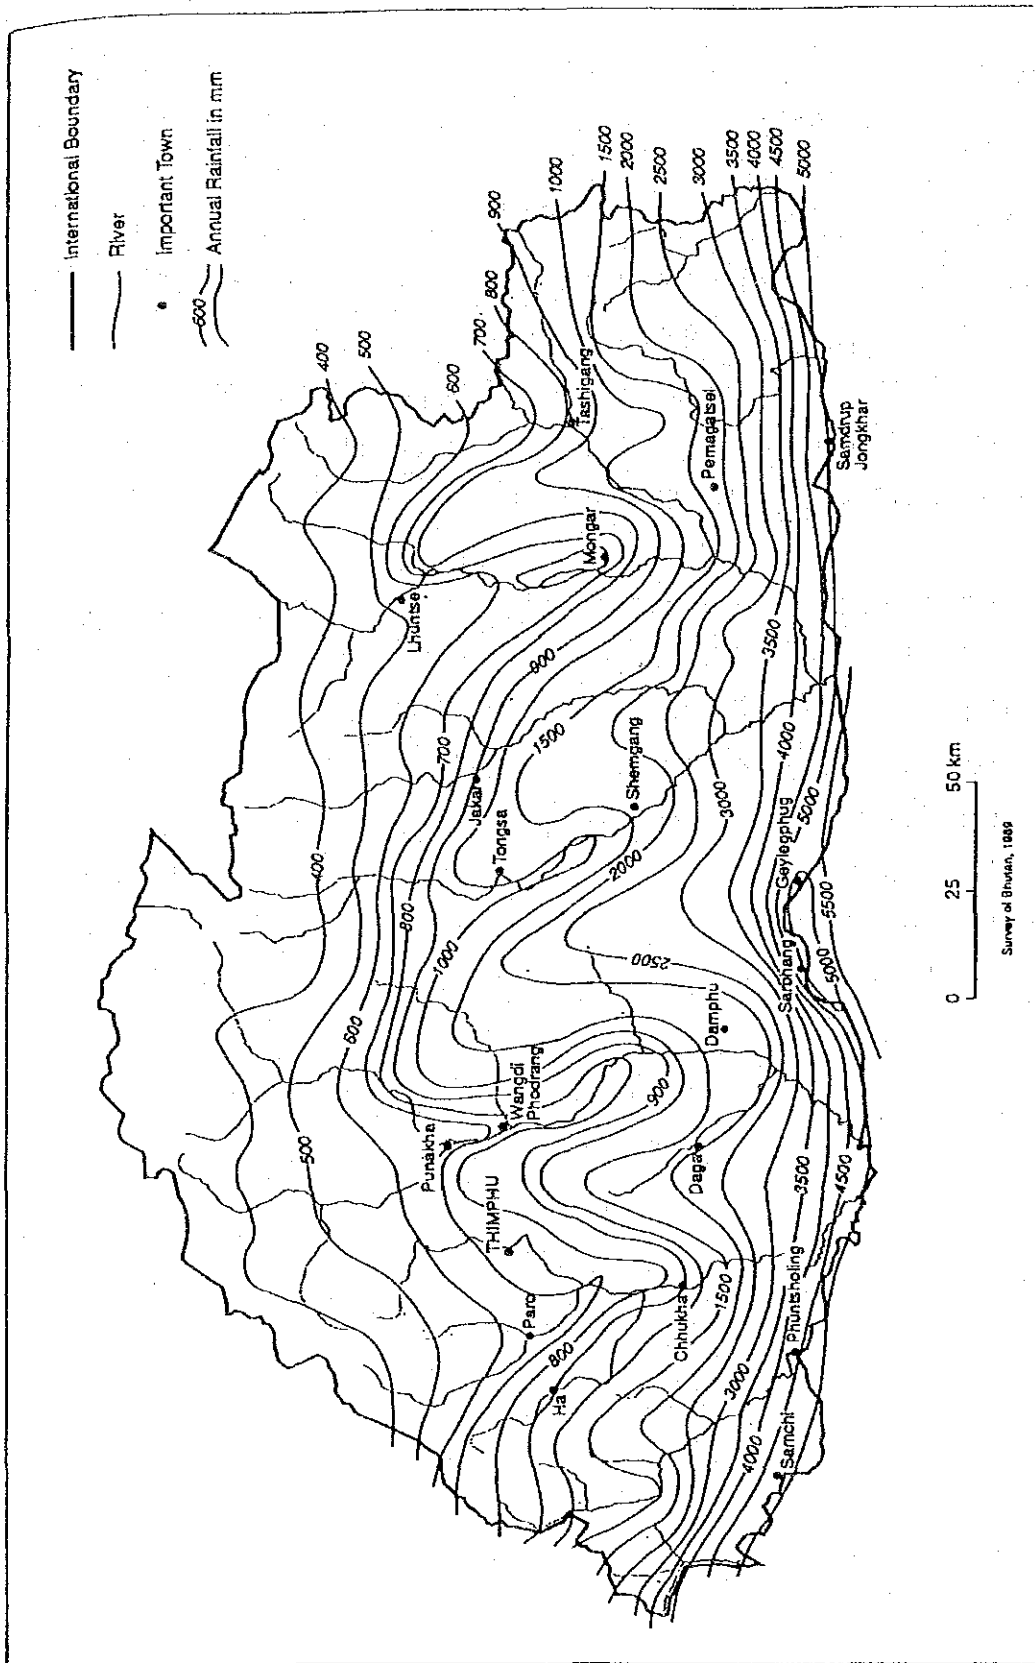 International Boundary
River
Important Town
600
Annual Rainfall in mm
400
500
600
700
800
900
1000
1500
2000
2500
3000
3500
4000
4500
5000
400
500
600
700
800
900
1000
1500
2000
2500
3000
3500
4000
5000
5500
5000
900
800
1500
3000
4000
3500
4500
Punakha
Wangdi
Phodrang
THIMPHU
Paro
Ha
Chhukha
Daga
Damphu
Samchi
Phuntsholing
Sarbhang
Geylegphug
Tongsa
Jakar
Shemgang
Lhuntse
Mongar
Tashigang
Pemagatsel
Samdrup
Jongkhar
0 25 50 km
Survey of Bhutan, 1989